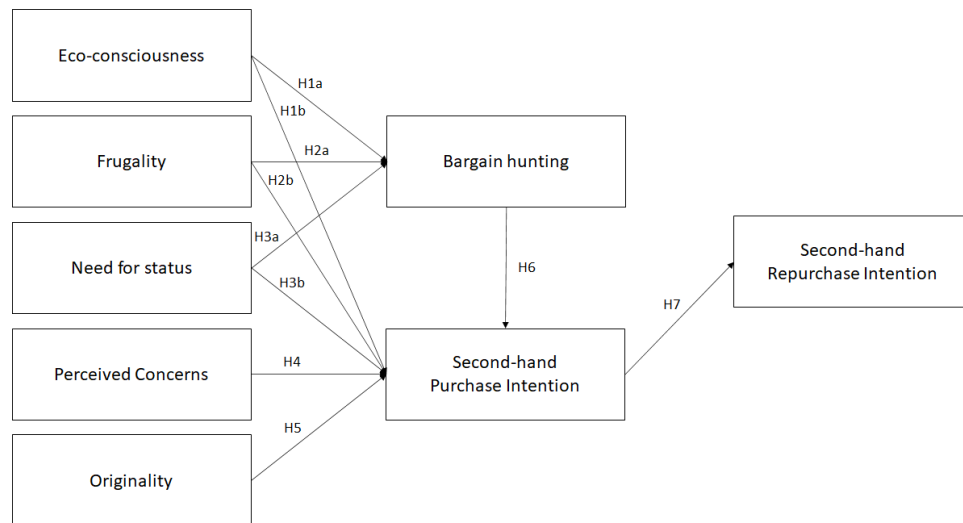 Eco-consciousness
H1a
H1b
Frugality
H2a
H2b
Bargain hunting
Need for status
H3a
H3b
H6
Second-hand
Repurchase Intention
H7
Perceived Concerns
H4
Second-hand
Purchase Intention
H5
Originality